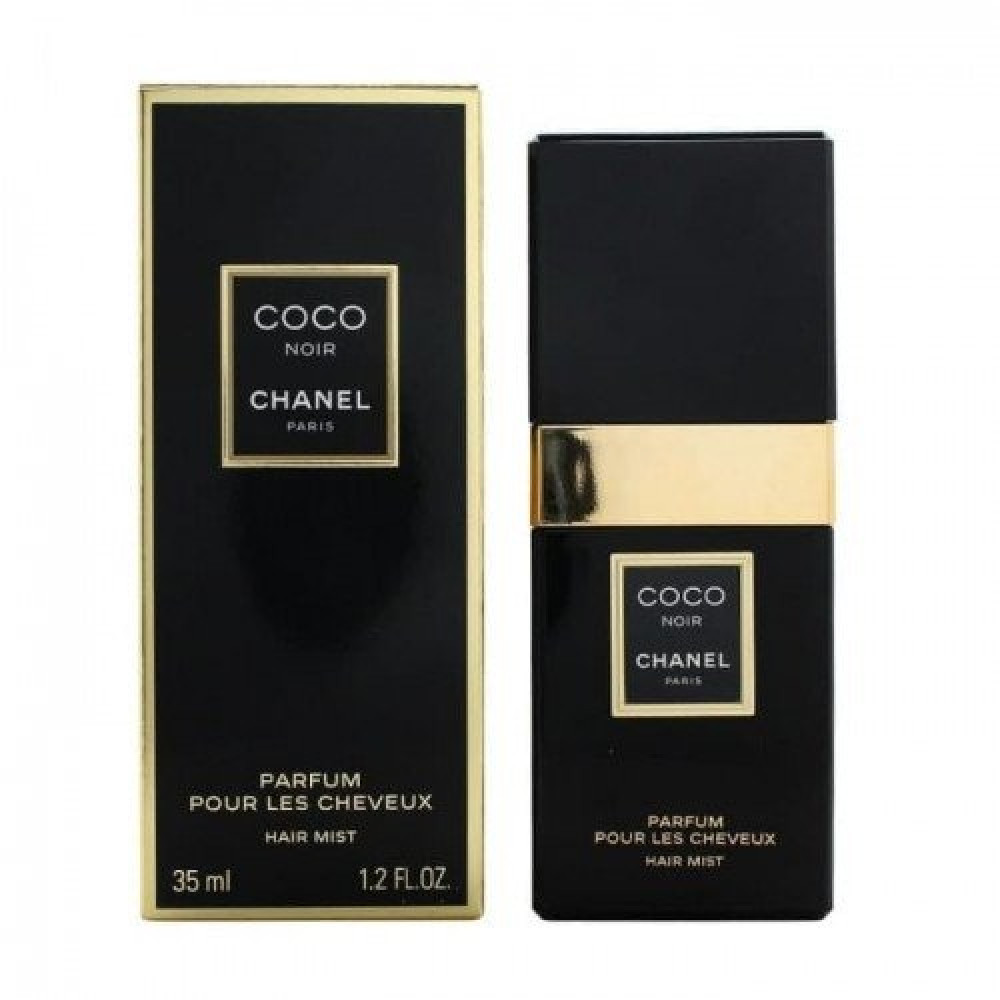 COCO
NOIR
CHANEL
PARIS
PARFUM
POUR LES CHEVEUX
HAIR MIST
35 ml 1.2 FL.OZ.
COCO
NOIR
CHANEL
PARIS
PARFUM
POUR LES CHEVEUX
HAIR MIST